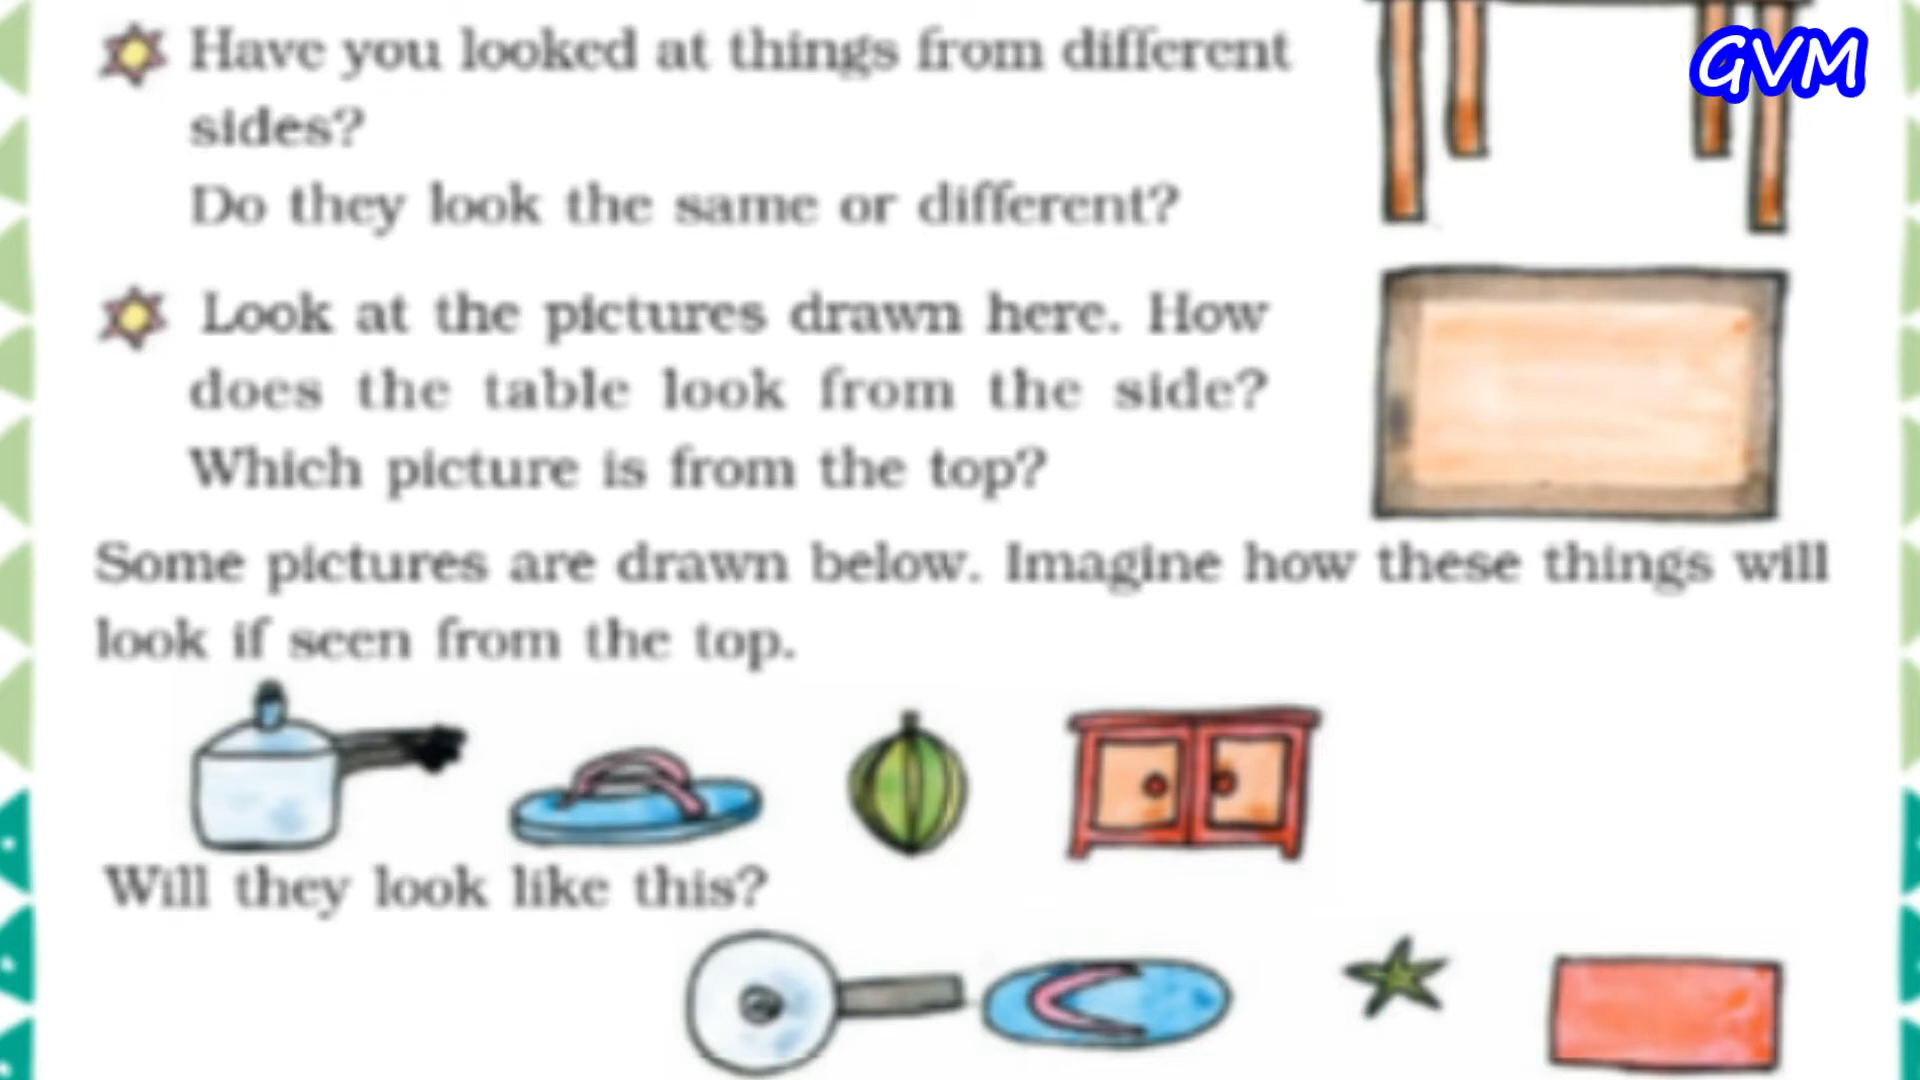 Have you looked at things from different
sides?
Do they look the same or different?
Look at the pictures drawn here. How
does the table look from the side?
Which picture is from the top?
Some pictures are drawn below. Imagine how these things will
look if seen from the top.
Will they look like this?
GVM